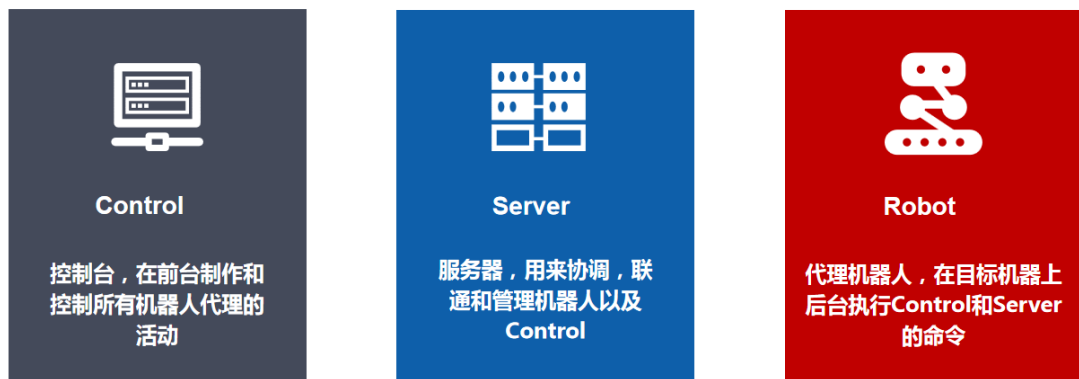 Control
控制台，在前台制作和
控制所有机器人代理的
活动
Server
服务器，用来协调，联
通和管理机器人以及
Control
Robot
代理机器人，在目标机器上
后台执行Control和Server
的命令